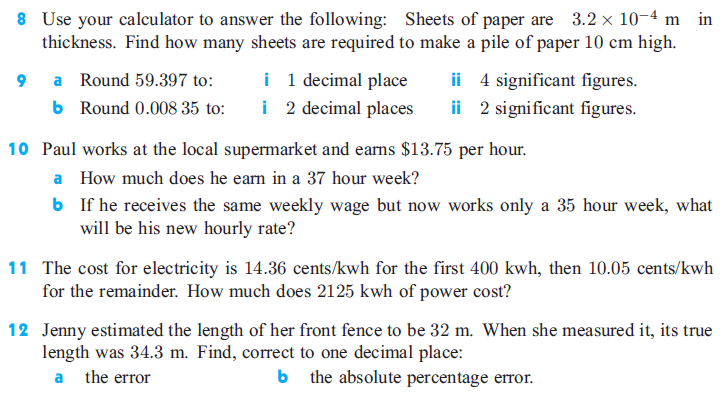 8 Use your calculator to answer the following: Sheets of paper are 3.2 × 10⁻⁴ m in
thickness. Find how many sheets are required to make a pile of paper 10 cm high.
9 a Round 59.397 to: i 1 decimal place ii 4 significant figures.
b Round 0.008 35 to: i 2 decimal places ii 2 significant figures.
10 Paul works at the local supermarket and earns $13.75 per hour.
a How much does he earn in a 37 hour week?
b If he receives the same weekly wage but now works only a 35 hour week, what
will be his new hourly rate?
11 The cost for electricity is 14.36 cents/kwh for the first 400 kwh, then 10.05 cents/kwh
for the remainder. How much does 2125 kwh of power cost?
12 Jenny estimated the length of her front fence to be 32 m. When she measured it, its true
length was 34.3 m. Find, correct to one decimal place:
a the error b the absolute percentage error.